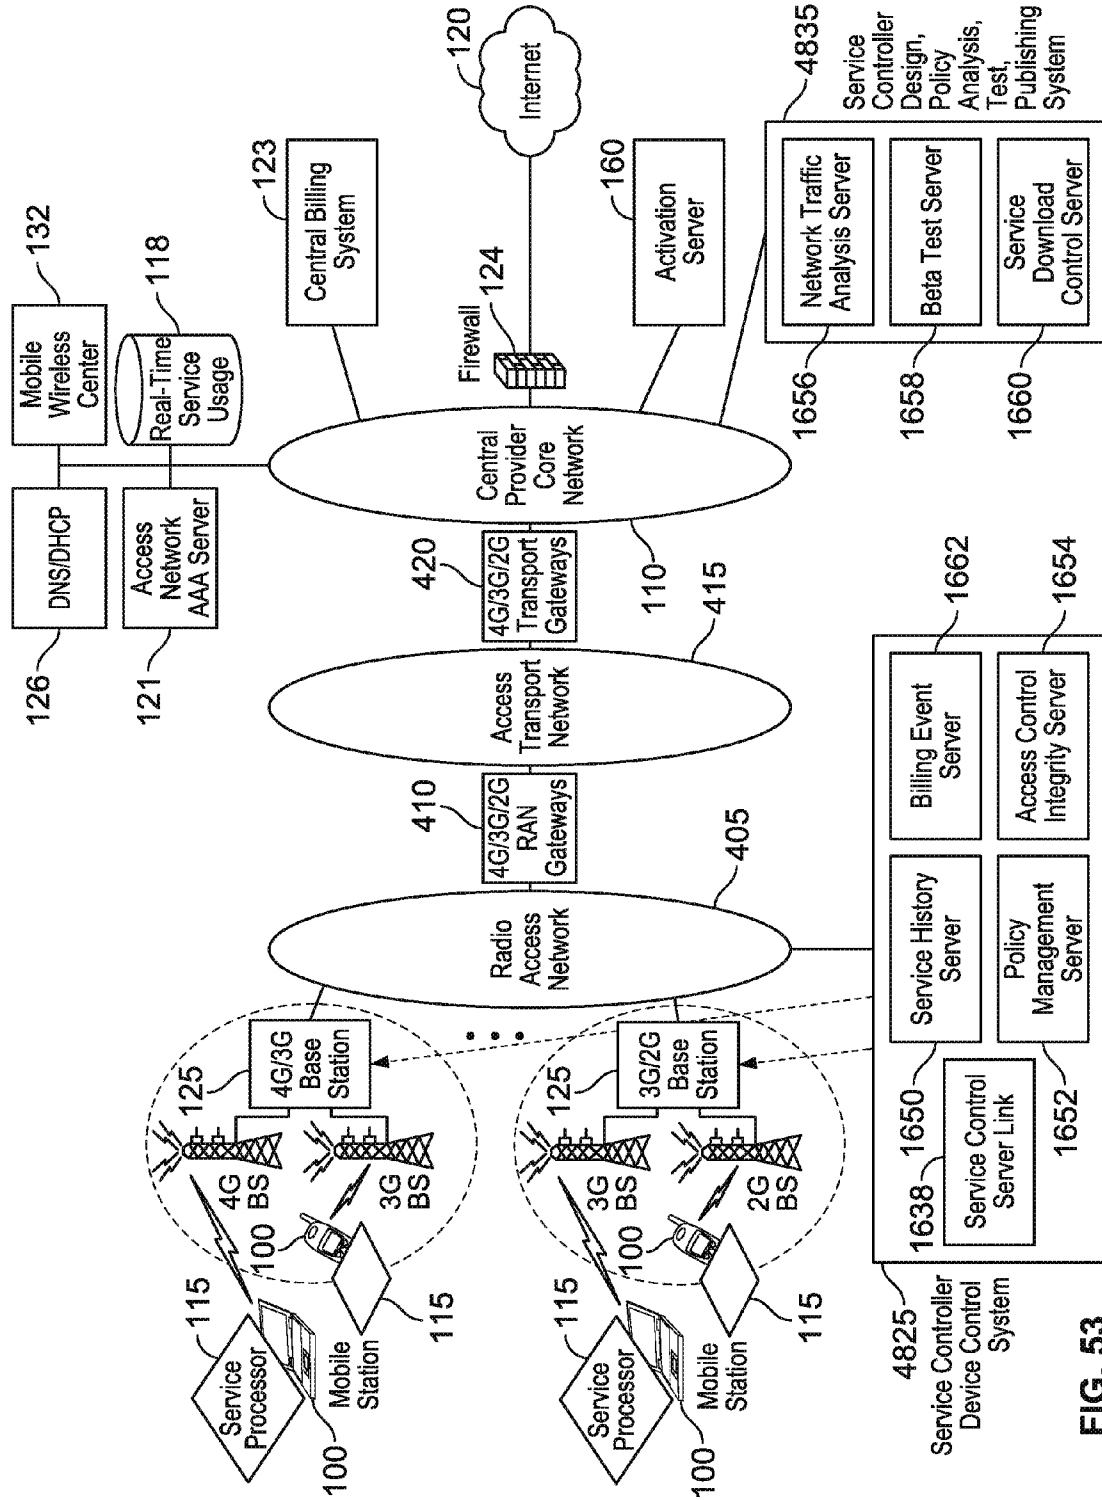 132
Mobile
Wireless
Center
118
Real-Time
Service
Usage
DNS/DHCP
126
Access
Network
AAA Server
121
123
Central Billing
System
120
Internet
Firewall
124
160
Activation
Server
4835
Service
Controller
Design,
Policy
Analysis,
Test,
Publishing
System
Network Traffic
Analysis Server
1656
Beta Test Server
1658
Service
Download
Control Server
1660
Central
Provider
Core
Network
110
420
4G/3G/2G
Transport
Gateways
Access
Transport
Network
415
410
4G/3G/2G
RAN
Gateways
Radio
Access
Network
405
125
4G/3G
Base
Station
4G
BS
3G
BS
115
Service
Processor
100
Mobile
Station
100
115
125
3G/2G
Base
Station
3G
BS
2G
BS
115
Service
Processor
100
Mobile
Station
100
115
1662
Billing Event
Server
1654
Access Control
Integrity Server
Service History
Server
1650
Policy
Management
Server
1652
1638
Service Control
Server Link
4825
Service Controller
Device Control
System
FIG. 53